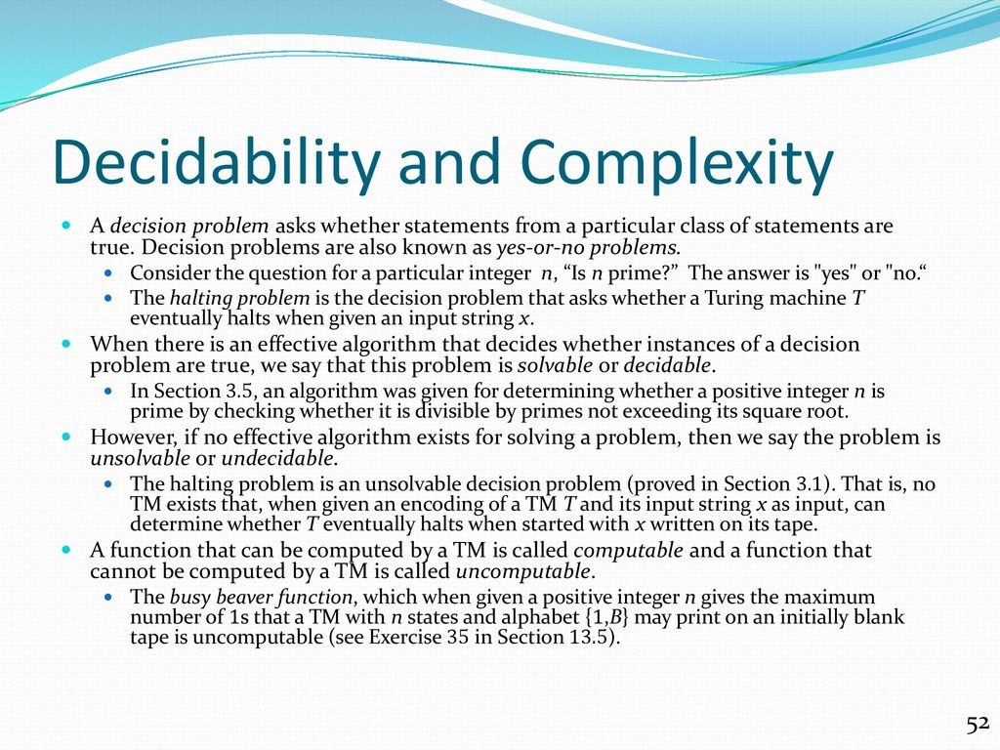 Decidability and Complexity
• A decision problem asks whether statements from a particular class of statements are
true. Decision problems are also known as yes-or-no problems.
• Consider the question for a particular integer n, “Is n prime?” The answer is "yes" or "no.“
• The halting problem is the decision problem that asks whether a Turing machine T
eventually halts when given an input string x.
• When there is an effective algorithm that decides whether instances of a decision
problem are true, we say that this problem is solvable or decidable.
• In Section 3.5, an algorithm was given for determining whether a positive integer n is
prime by checking whether it is divisible by primes not exceeding its square root.
• However, if no effective algorithm exists for solving a problem, then we say the problem is
unsolvable or undecidable.
• The halting problem is an unsolvable decision problem (proved in Section 3.1). That is, no
TM exists that, when given an encoding of a TM T and its input string x as input, can
determine whether T eventually halts when started with x written on its tape.
• A function that can be computed by a TM is called computable and a function that
cannot be computed by a TM is called uncomputable.
• The busy beaver function, which when given a positive integer n gives the maximum
number of 1s that a TM with n states and alphabet {1,B} may print on an initially blank
tape is uncomputable (see Exercise 35 in Section 13.5).
52